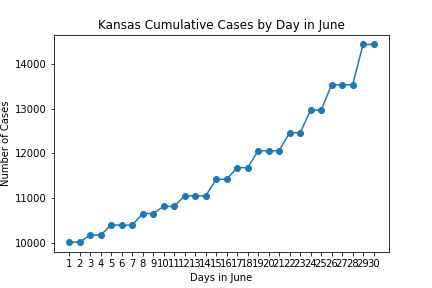 Kansas Cumulative Cases by Day in June
Number of Cases
14000
13000
12000
11000
10000
1 2 3 4 5 6 7 8 9 10 11 12 13 14 15 16 17 18 19 20 21 22 23 24 25 26 27 28 29 30
Days in June